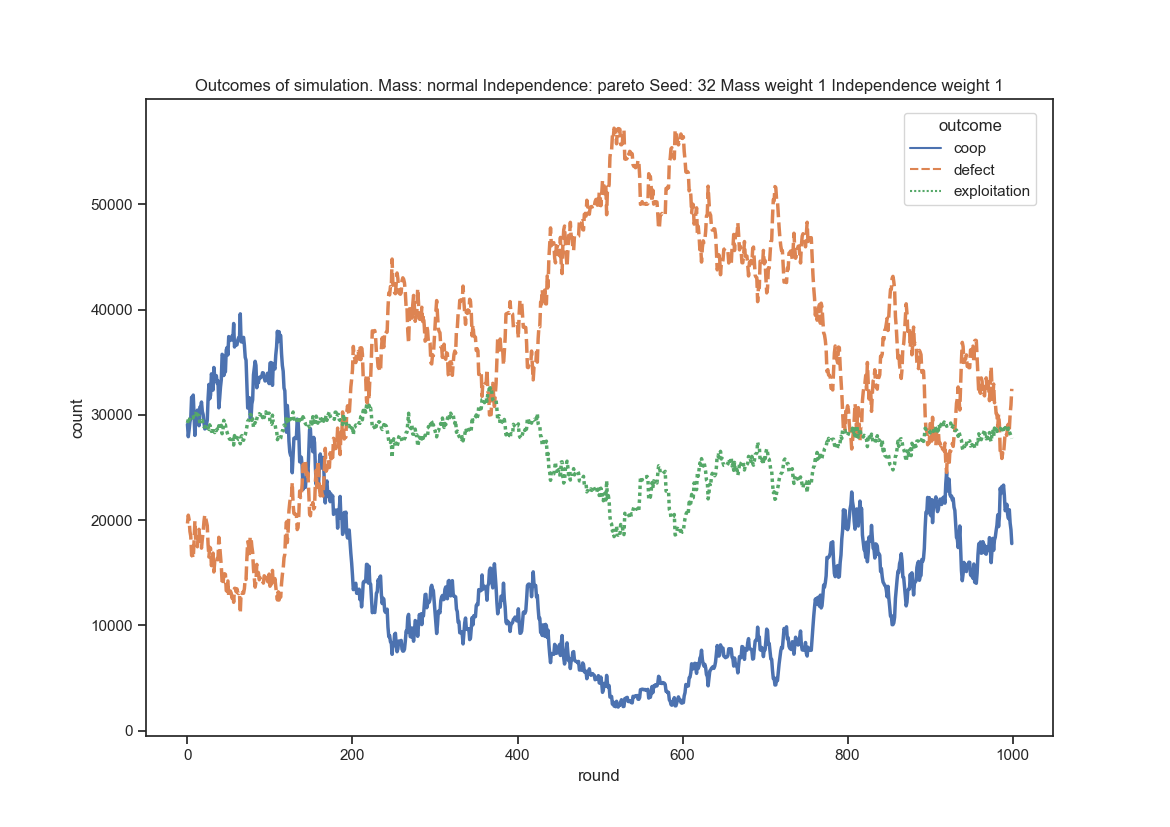 Outcomes of simulation. Mass: normal Independence: pareto Seed: 32 Mass weight 1 Independence weight 1
outcome
coop
defect
exploitation
50000
40000
30000
20000
10000
0
count
0 200 400 600 800 1000
round